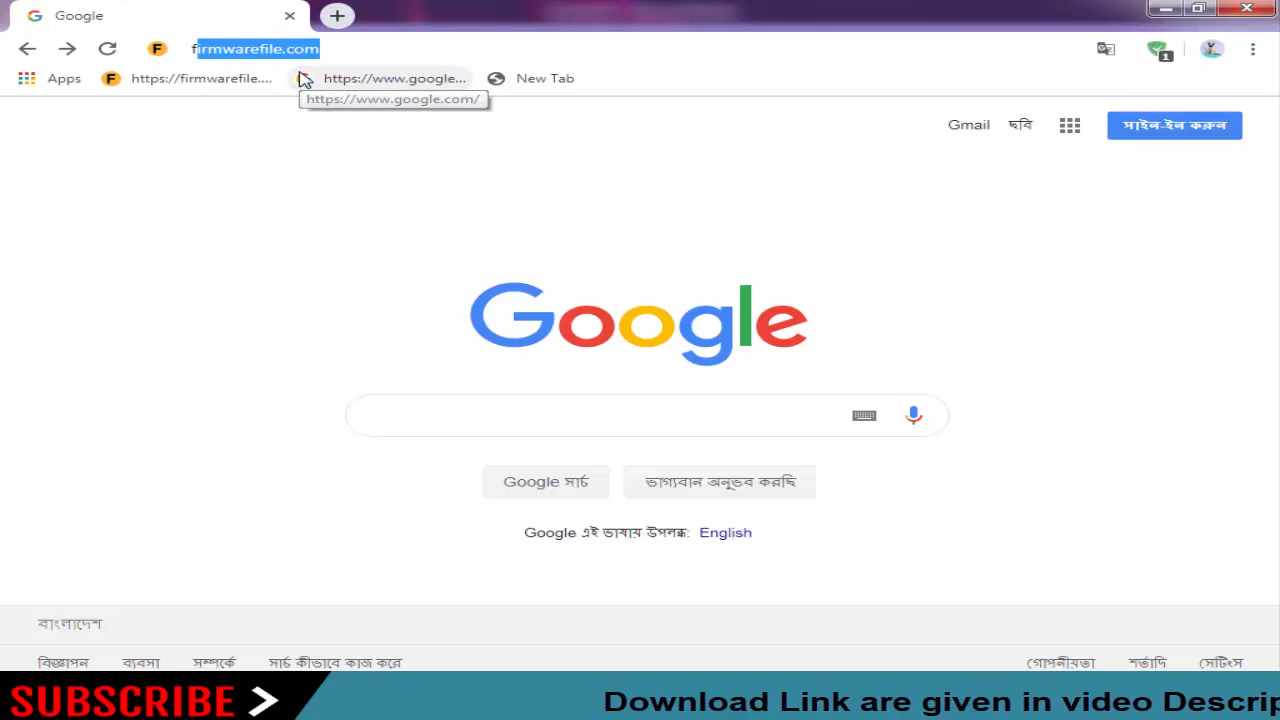 Google
firmwarefile.com
Apps
https://firmwarefile....
https://www.google...
New Tab
https://www.google.com/
1
Gmail
ছবি
সাইন-ইন করুন
Google
Google সার্চ
ভাগ্যবান অনুভব করছি
Google এই ভাষায় উপলব্ধ: English
বাংলাদেশ
বিজ্ঞাপন ব্যবসা সম্পর্কে সার্চ কীভাবে কাজ করে গোপনীয়তা শর্তাদি সেটিংস
SUBSCRIBE
Download Link are given in video Descrip